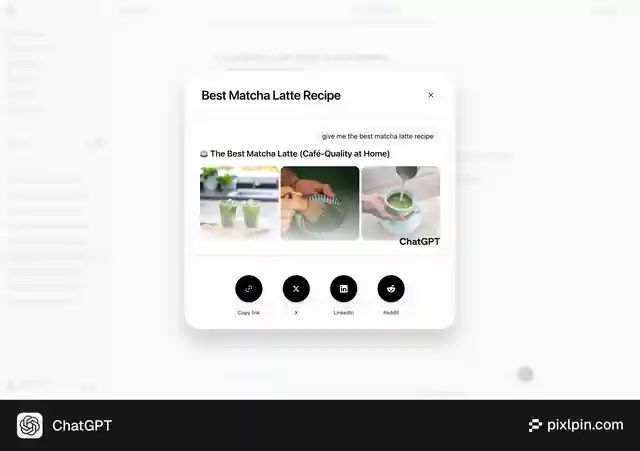 Best Matcha Latte Recipe
give me the best matcha latte recipe
🍵 The Best Matcha Latte (Café-Quality at Home)
ChatGPT
Copy link
X
LinkedIn
Reddit
ChatGPT
pixlpin.com